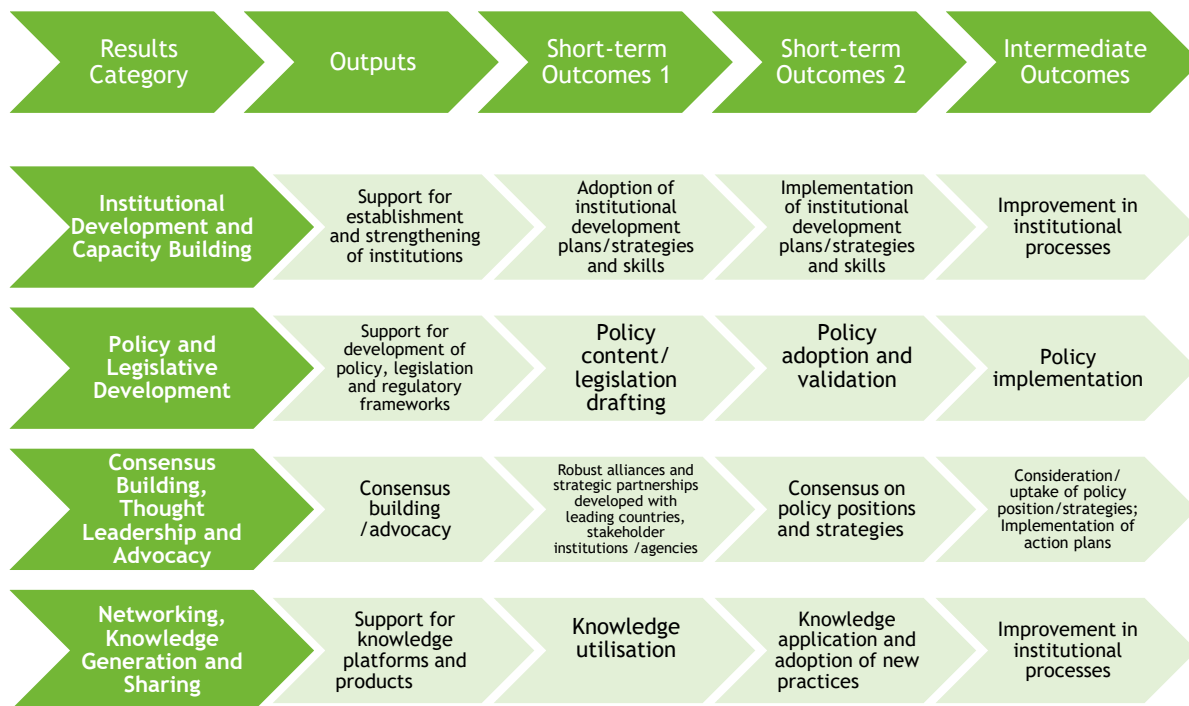 Results
Category
Outputs
Short-term
Outcomes 1
Short-term
Outcomes 2
Intermediate
Outcomes
Institutional
Development and
Capacity Building
Support for
establishment
and strengthening
of institutions
Adoption of
institutional
development
plans/strategies
and skills
Implementation
of institutional
development
plans/strategies
and skills
Improvement in
institutional
processes
Policy and
Legislative
Development
Support for
development of
policy, legislation
and regulatory
frameworks
Policy
content/
legislation
drafting
Policy
adoption and
validation
Policy
implementation
Consensus
Building,
Thought
Leadership and
Advocacy
Consensus
building
/advocacy
Robust alliances and
strategic partnerships
developed with
leading countries,
stakeholder
institutions /agencies
Consensus on
policy positions
and strategies
Consideration/
uptake of policy
position/strategies;
Implementation of
action plans
Networking,
Knowledge
Generation and
Sharing
Support for
knowledge
platforms and
products
Knowledge
utilisation
Knowledge
application and
adoption of new
practices
Improvement in
institutional
processes